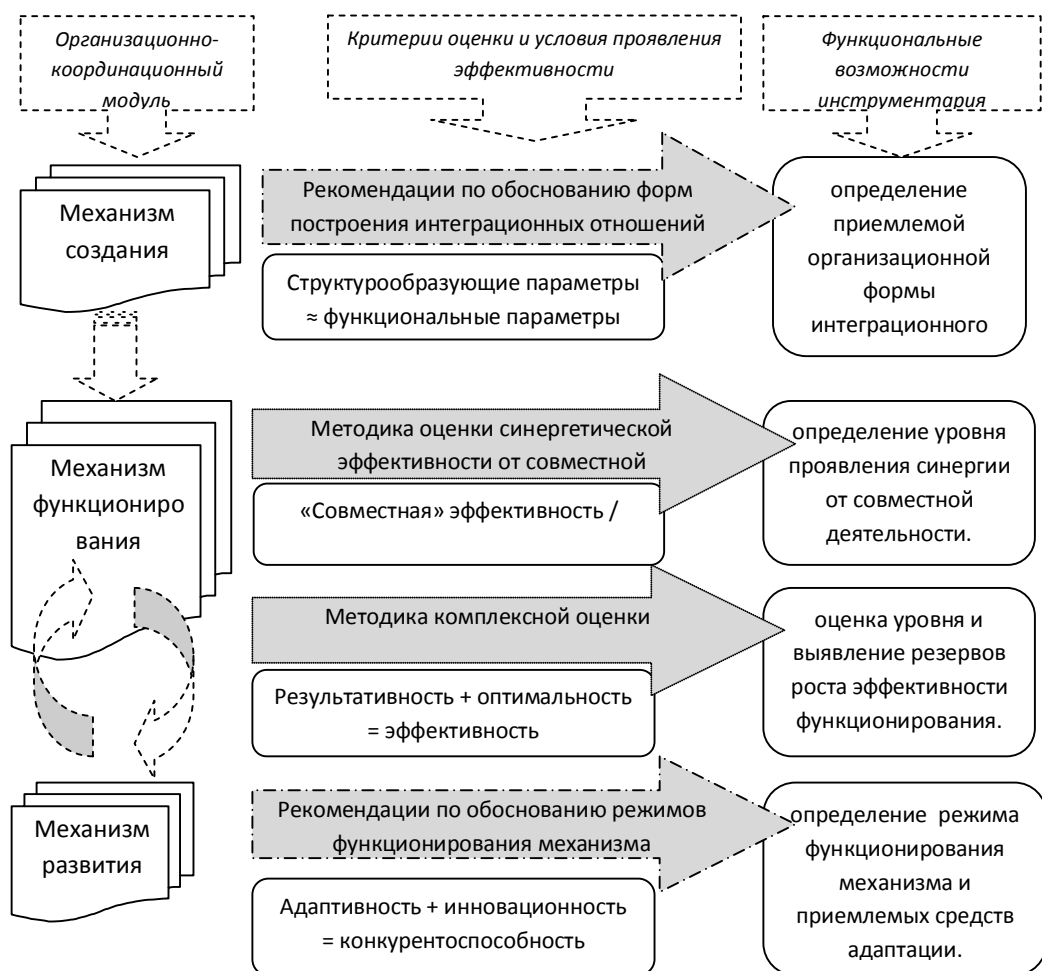 Организационно-
координационный
модуль
Критерии оценки и условия проявления
эффективности
Функциональные
возможности
инструментария
Механизм
создания
Рекомендации по обоснованию форм
построения интеграционных отношений
Структурообразующие параметры
≈ функциональные параметры
определение
приемлемой
организационной
формы
интеграционного
Механизм
функциониро
вания
Методика оценки синергетической
эффективности от совместной
«Совместная» эффективность /
определение уровня
проявления синергии
от совместной
деятельности.
Методика комплексной оценки
Результативность + оптимальность
= эффективность
оценка уровня и
выявление резервов
роста эффективности
функционирования.
Механизм
развития
Рекомендации по обоснованию режимов
функционирования механизма
Адаптивность + инновационность
= конкурентоспособность
определение режима
функционирования
механизма и
приемлемых средств
адаптации.